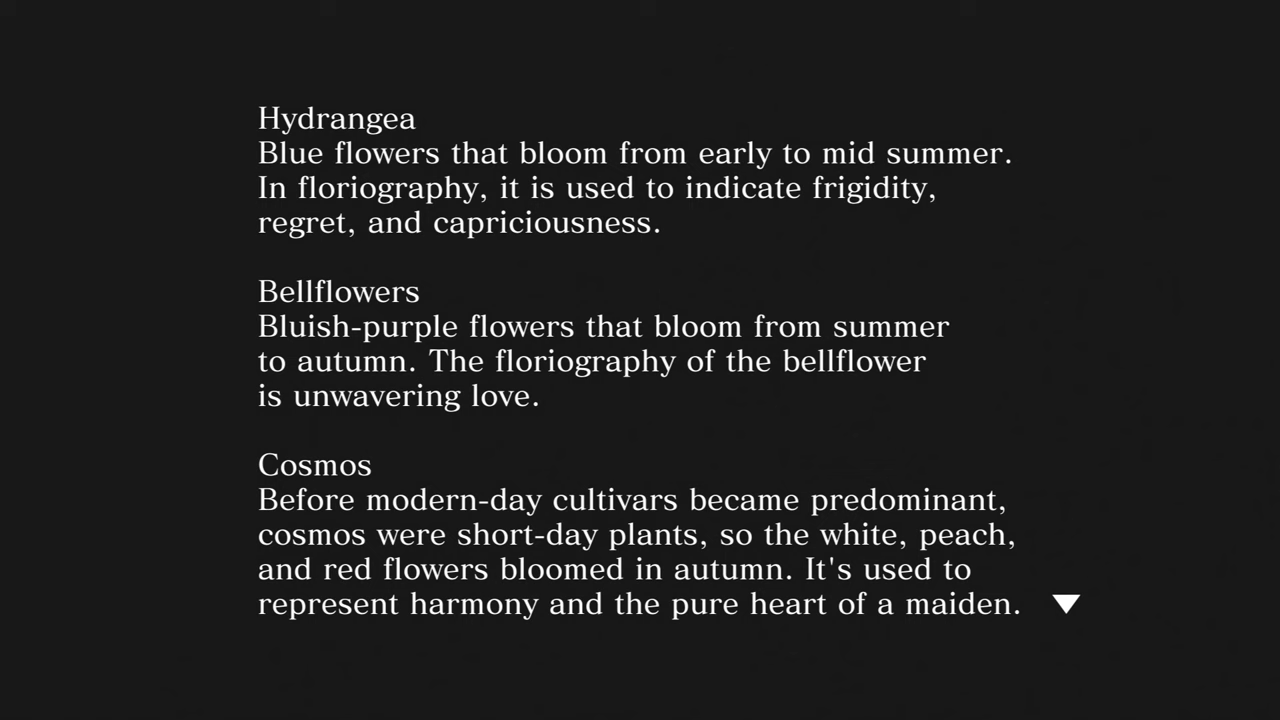 Hydrangea
Blue flowers that bloom from early to mid summer.
In floriography, it is used to indicate frigidity,
regret, and capriciousness.
Bellflowers
Bluish-purple flowers that bloom from summer
to autumn. The floriography of the bellflower
is unwavering love.
Cosmos
Before modern-day cultivars became predominant,
cosmos were short-day plants, so the white, peach,
and red flowers bloomed in autumn. It's used to
represent harmony and the pure heart of a maiden.